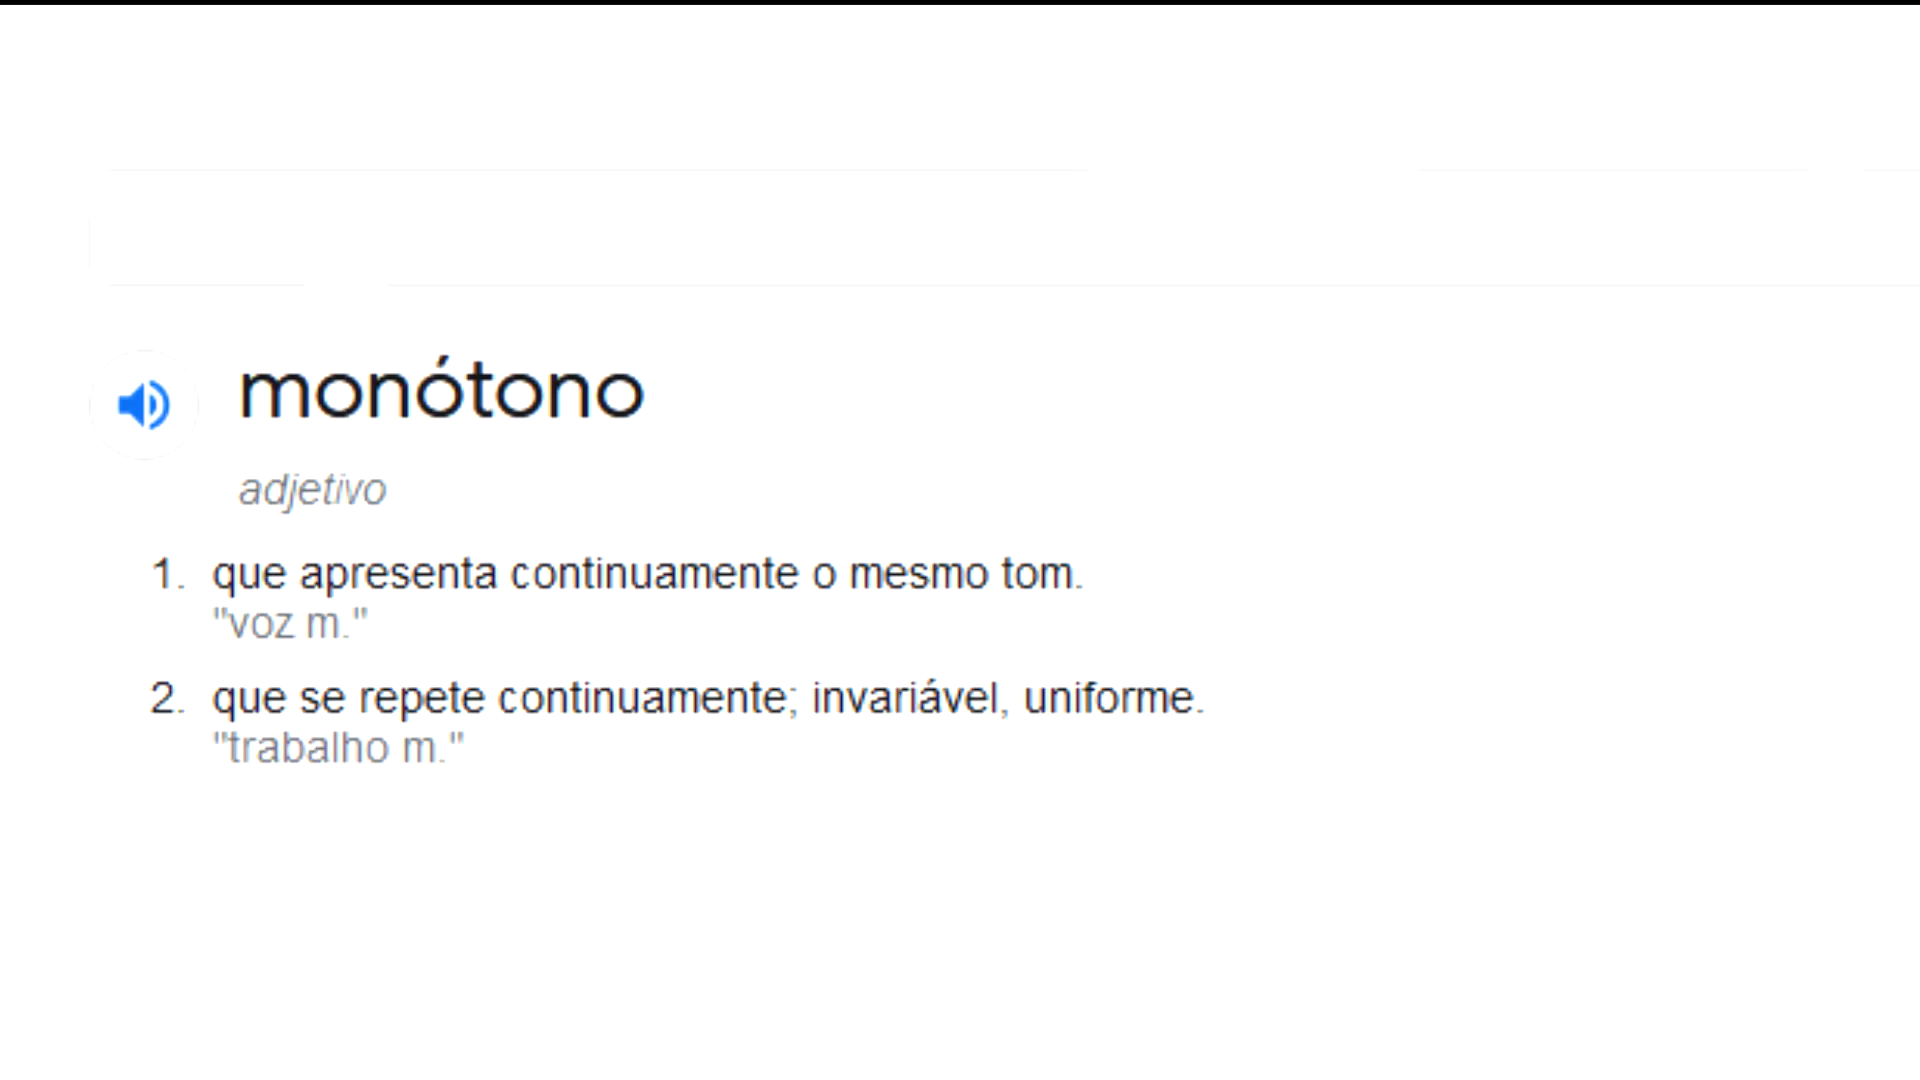 monótono
adjetivo
1. que apresenta continuamente o mesmo tom.
"voz m."
2. que se repete continuamente; invariável, uniforme.
"trabalho m."